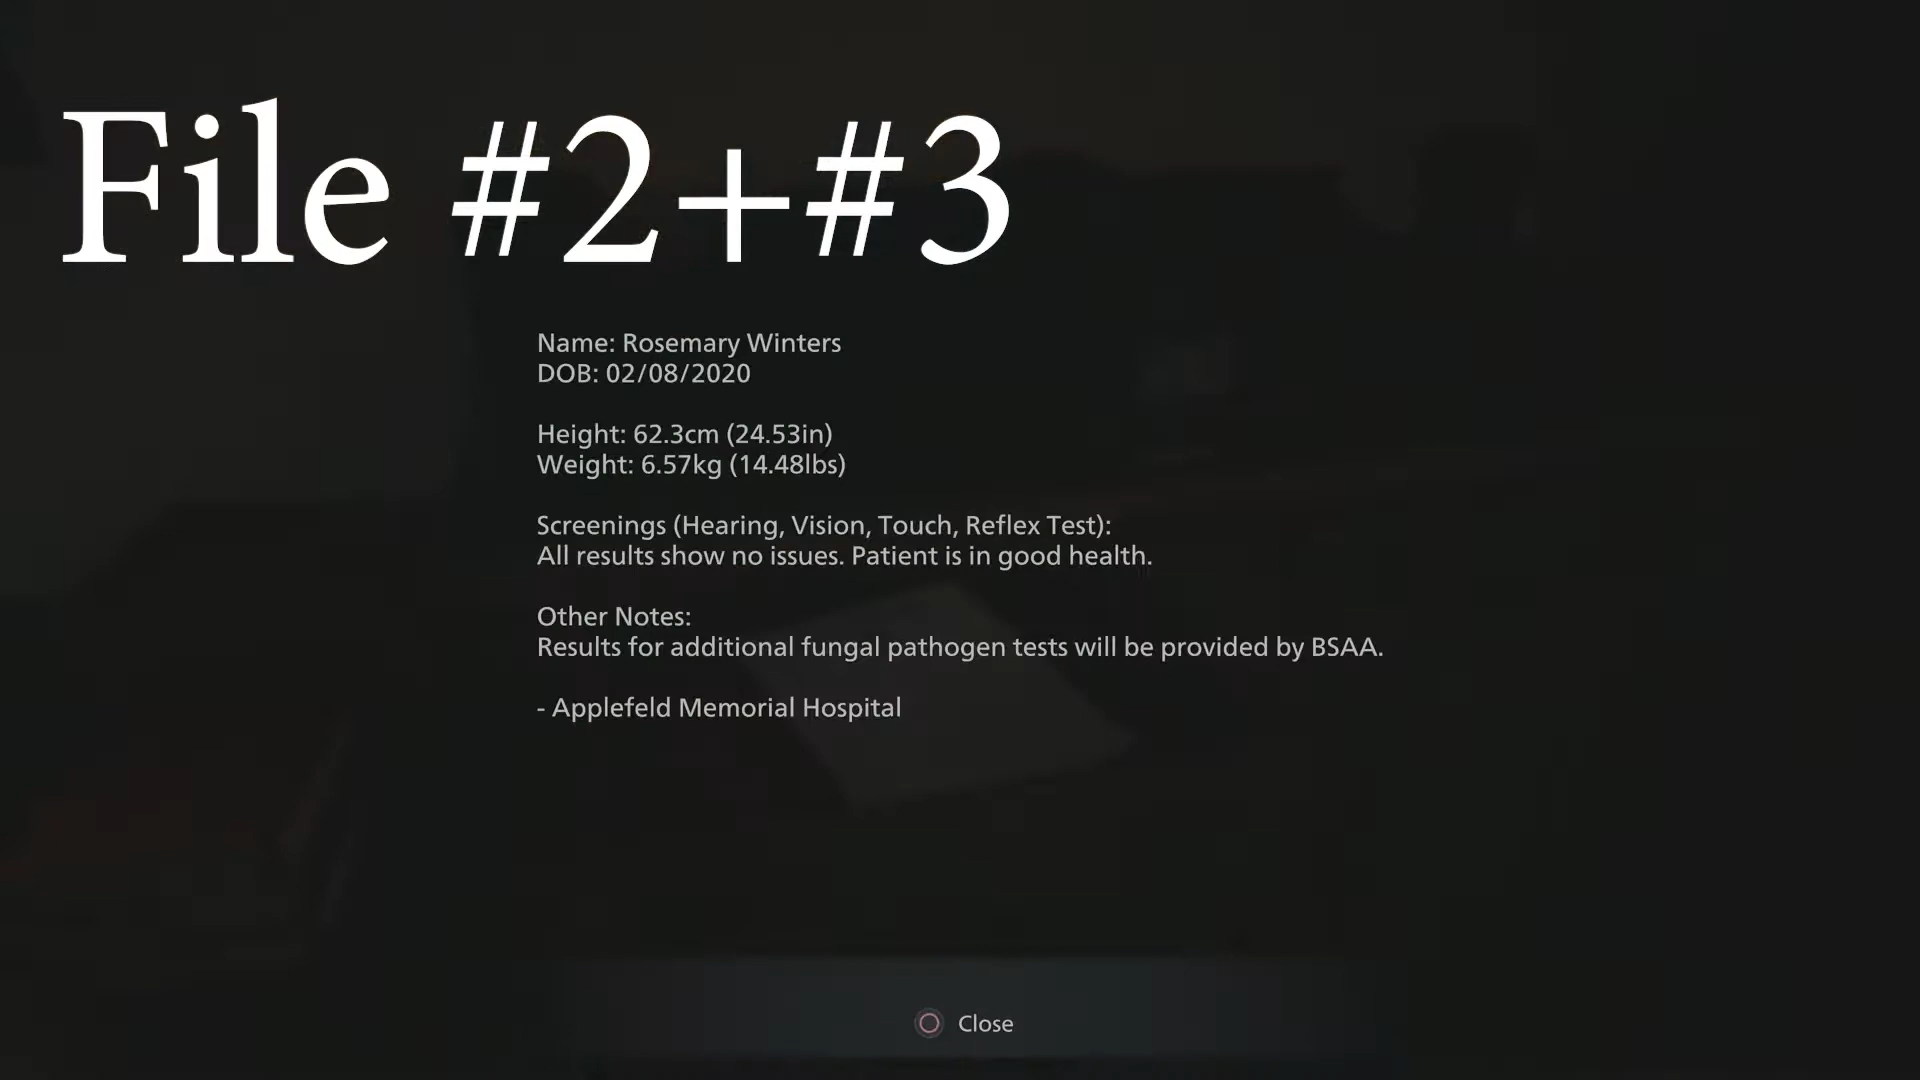 File #2+#3
Name: Rosemary Winters
DOB: 02/08/2020
Height: 62.3cm (24.53in)
Weight: 6.57kg (14.48lbs)
Screenings (Hearing, Vision, Touch, Reflex Test):
All results show no issues. Patient is in good health.
Other Notes:
Results for additional fungal pathogen tests will be provided by BSAA.
- Applefeld Memorial Hospital
Close